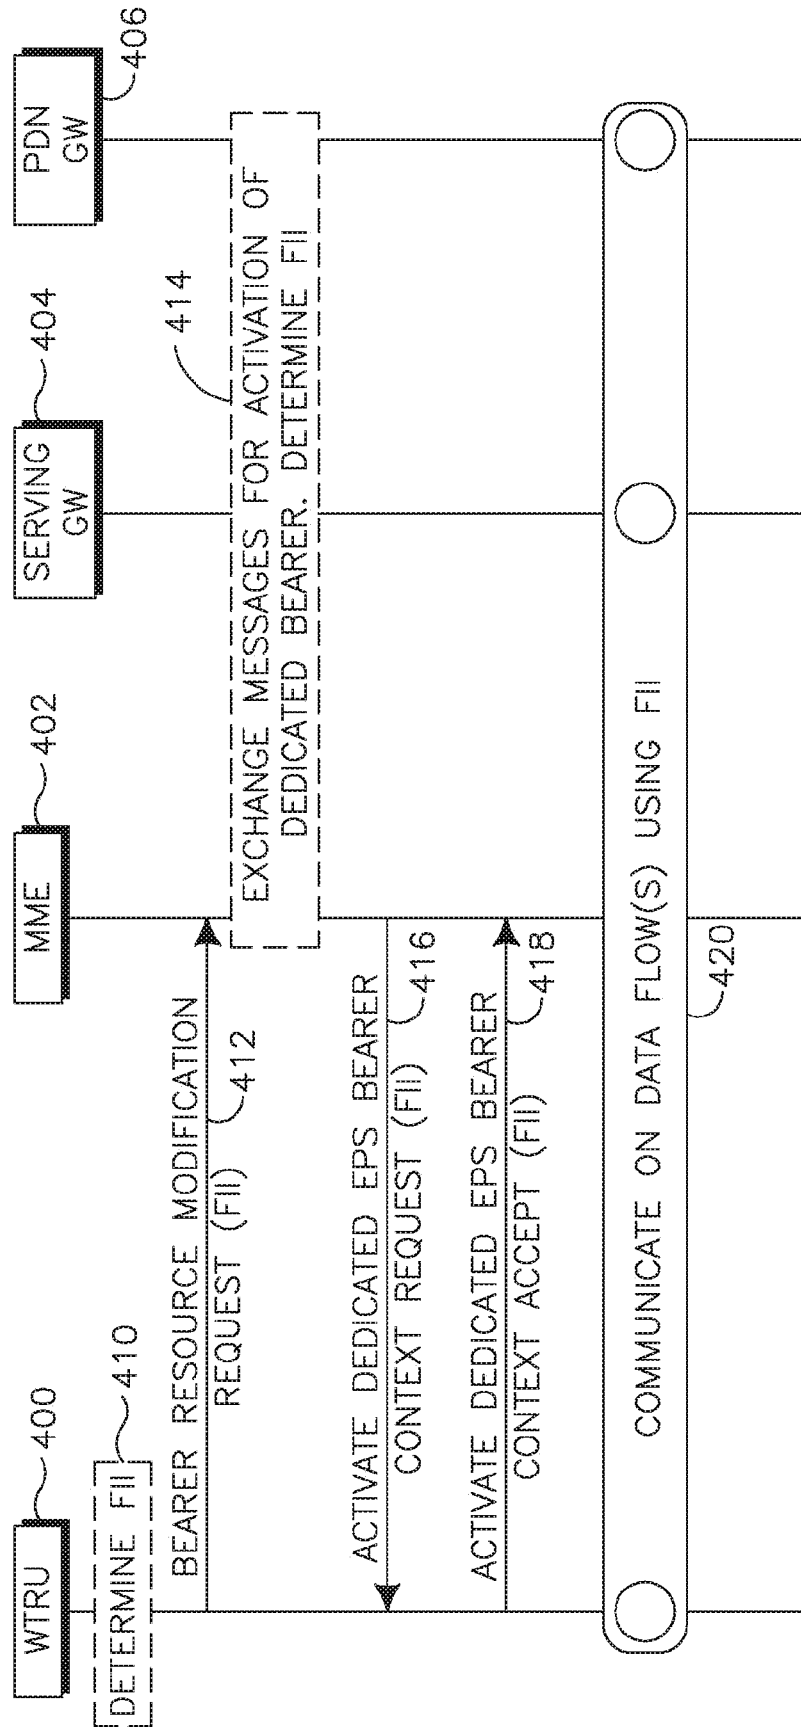 WTRU
400
MME
402
SERVING
GW
404
PDN
GW
406
DETERMINE FII
410
BEARER RESOURCE MODIFICATION
REQUEST (FII)
412
EXCHANGE MESSAGES FOR ACTIVATION OF
DEDICATED BEARER. DETERMINE FII
414
ACTIVATE DEDICATED EPS BEARER
CONTEXT REQUEST (FII)
416
ACTIVATE DEDICATED EPS BEARER
CONTEXT ACCEPT (FII)
418
COMMUNICATE ON DATA FLOW(S) USING FII
420